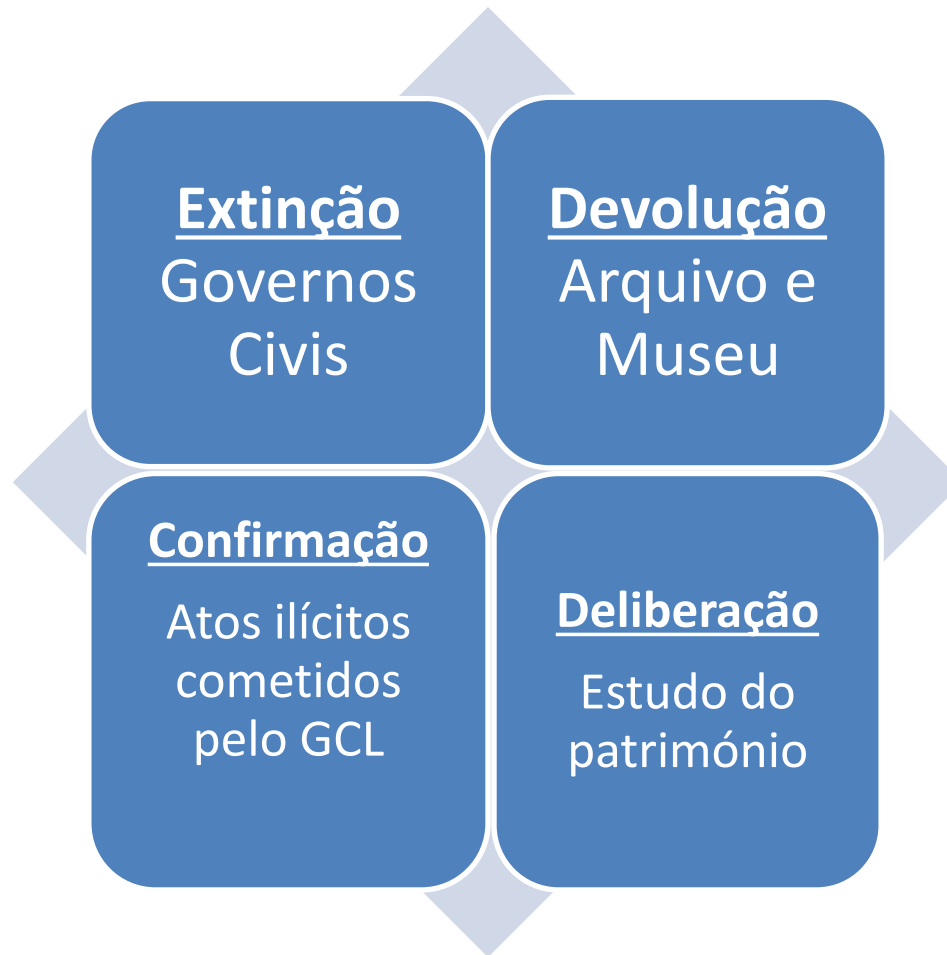 Extinção
Governos
Civis
Devolução
Arquivo e
Museu
Confirmação
Atos ilícitos
cometidos
pelo GCL
Deliberação
Estudo do
património